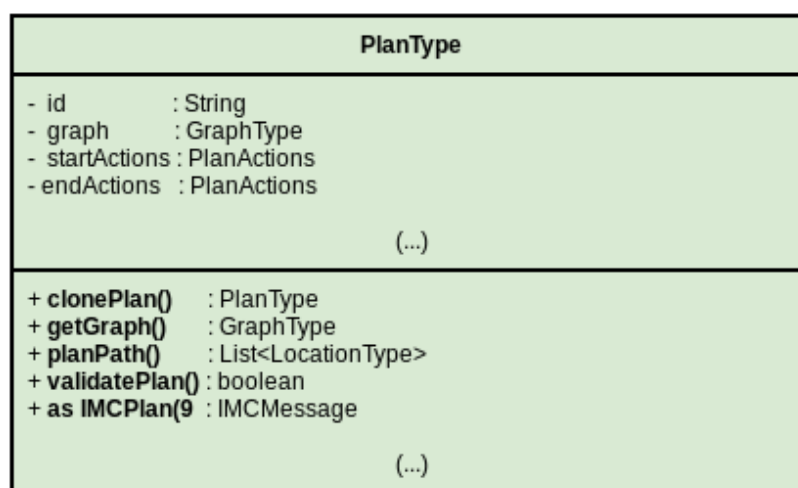 PlanType
- id : String
- graph : GraphType
- startActions : PlanActions
- endActions : PlanActions
(...)
+ clonePlan() : PlanType
+ getGraph() : GraphType
+ planPath() : List<LocationType>
+ validatePlan() : boolean
+ as IMCPlan(9 : IMCMessage
(...)